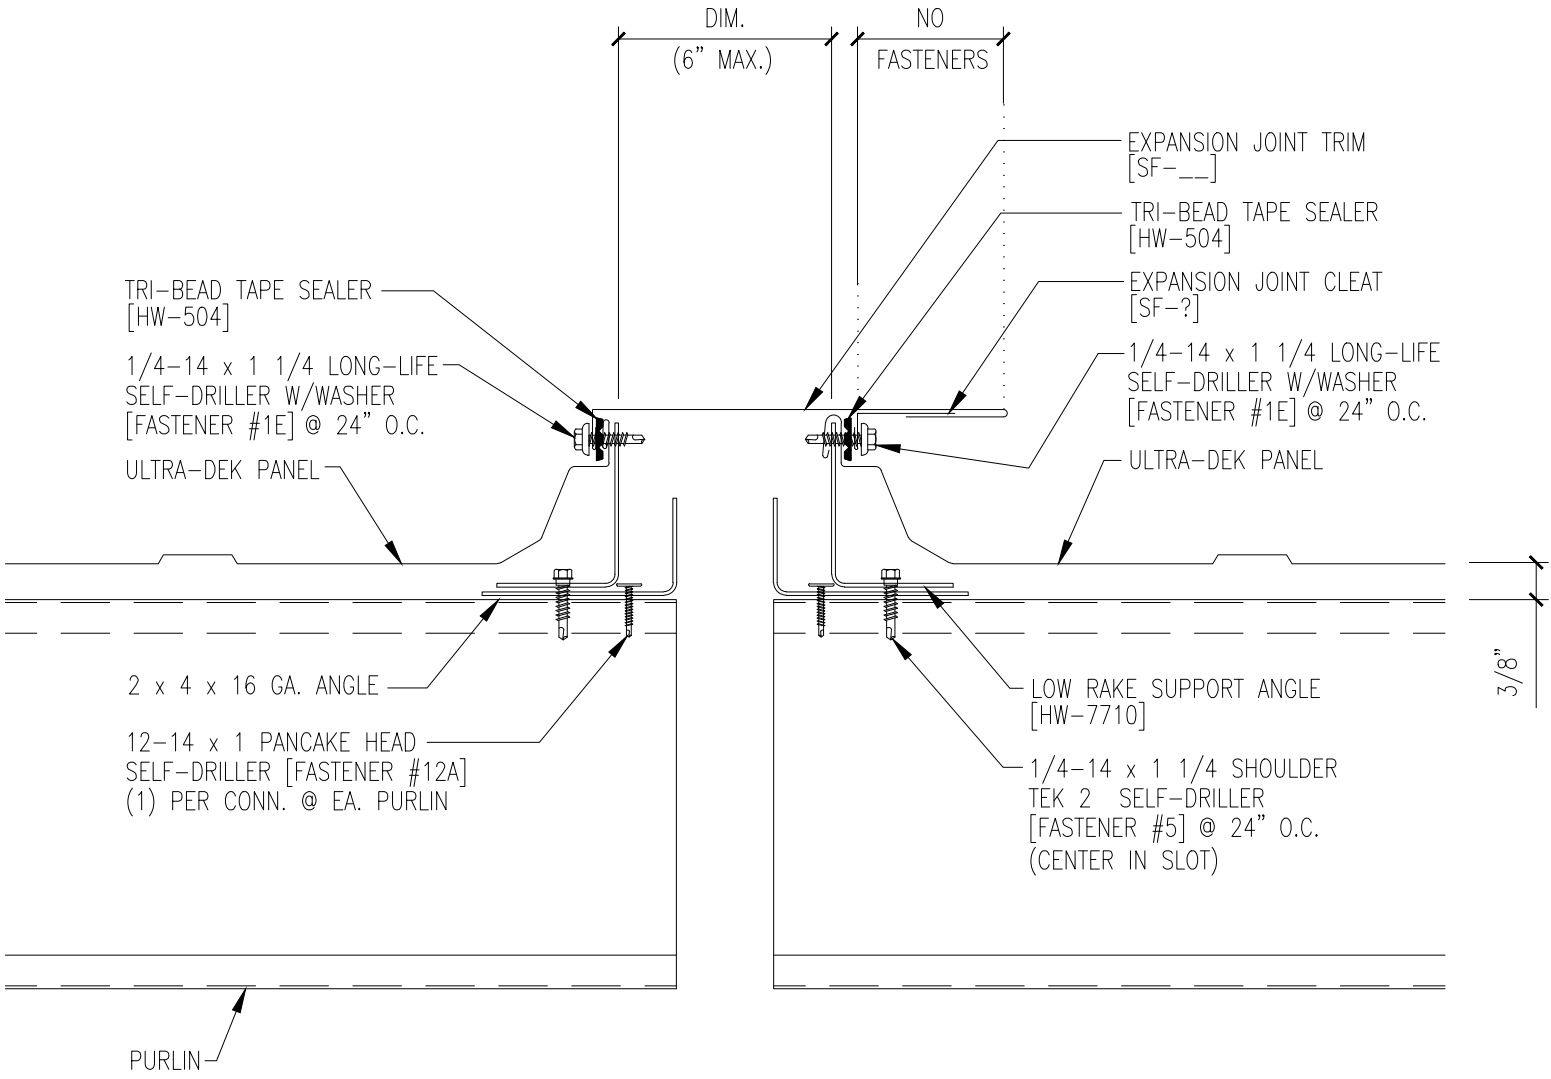 DIM.
(6" MAX.)
NO
FASTENERS
EXPANSION JOINT TRIM
[SF-__]
TRI-BEAD TAPE SEALER
[HW-504]
EXPANSION JOINT CLEAT
[SF-?]
1/4-14 x 1 1/4 LONG-LIFE
SELF-DRILLER W/WASHER
[FASTENER #1E] @ 24" O.C.
ULTRA-DEK PANEL
TRI-BEAD TAPE SEALER
[HW-504]
1/4-14 x 1 1/4 LONG-LIFE
SELF-DRILLER W/WASHER
[FASTENER #1E] @ 24" O.C.
ULTRA-DEK PANEL
2 x 4 x 16 GA. ANGLE
12-14 x 1 PANCAKE HEAD
SELF-DRILLER [FASTENER #12A]
(1) PER CONN. @ EA. PURLIN
PURLIN
LOW RAKE SUPPORT ANGLE
[HW-7710]
1/4-14 x 1 1/4 SHOULDER
TEK 2 SELF-DRILLER
[FASTENER #5] @ 24" O.C.
(CENTER IN SLOT)
3/8"